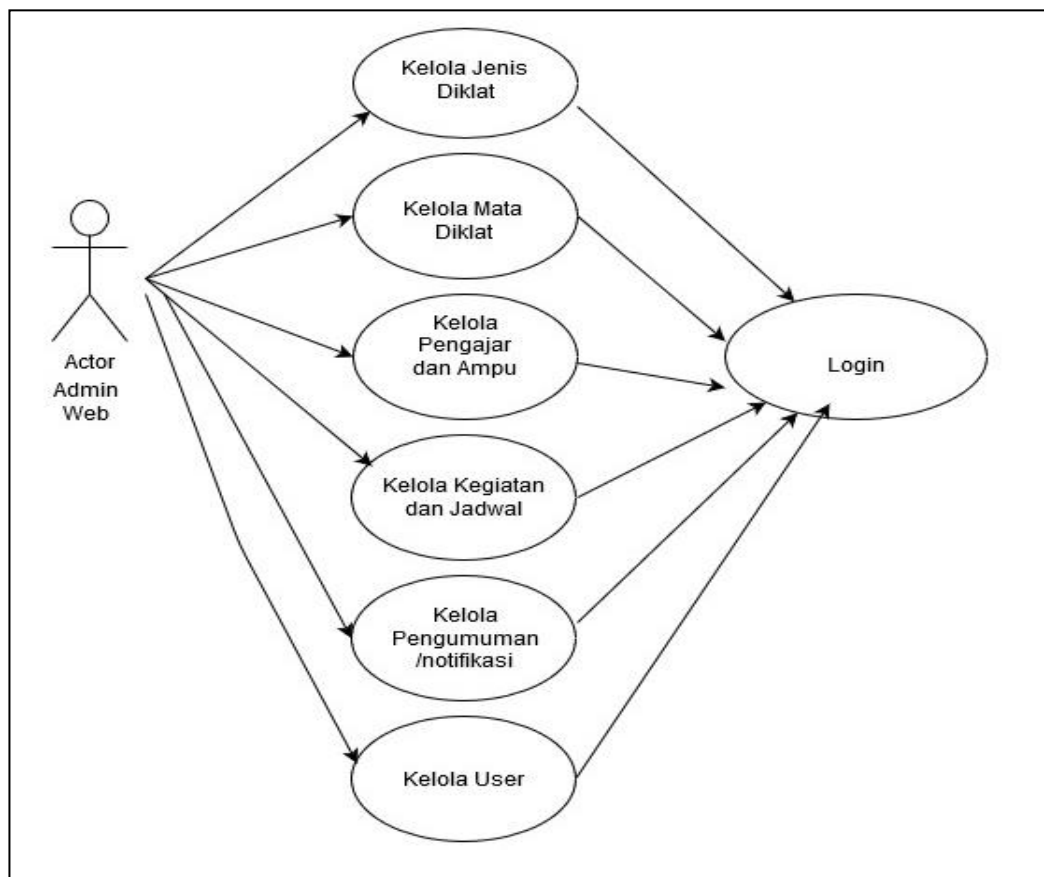 Kelola Jenis
Diklat
Kelola Mata
Diklat
Kelola
Pengajar
dan Ampu
Actor
Admin
Web
Login
Kelola Kegiatan
dan Jadwal
Kelola
Pengumuman
/notifikasi
Kelola User